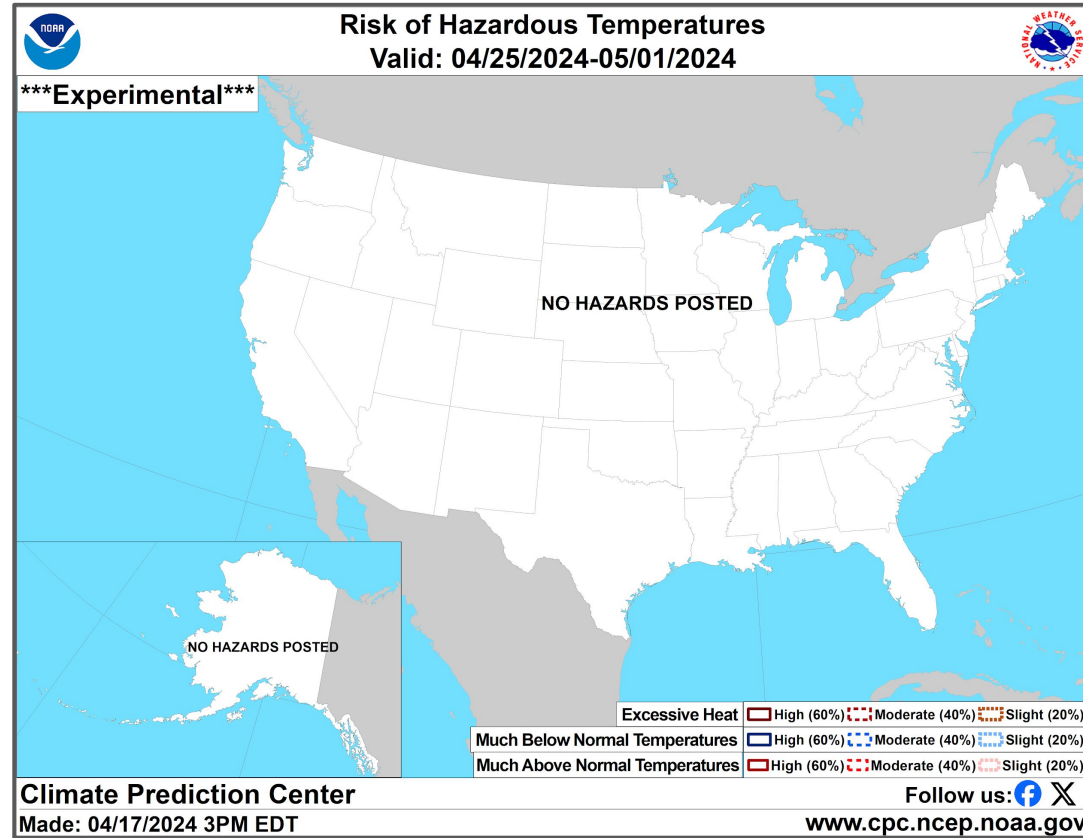 NOAA
Risk of Hazardous Temperatures
Valid: 04/25/2024-05/01/2024
NATIONAL WEATHER SERVICE
***Experimental***
NO HAZARDS POSTED
NO HAZARDS POSTED
Excessive Heat High (60%) Moderate (40%) Slight (20%)
Much Below Normal Temperatures High (60%) Moderate (40%) Slight (20%)
Much Above Normal Temperatures High (60%) Moderate (40%) Slight (20%)
Climate Prediction Center
Follow us:
Made: 04/17/2024 3PM EDT
www.cpc.ncep.noaa.gov